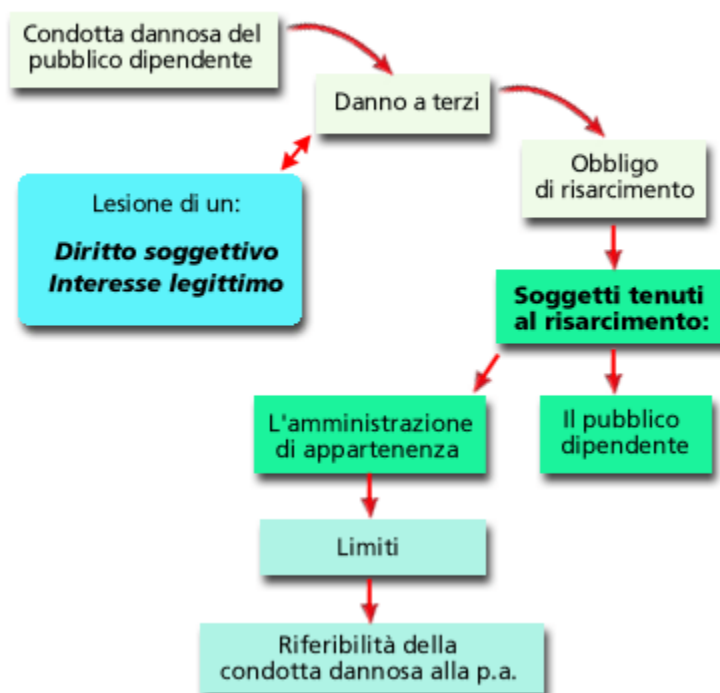 Condotta dannosa del
pubblico dipendente
Danno a terzi
Obbligo
di risarcimento
Lesione di un:
Diritto soggettivo
Interesse legittimo
Soggetti tenuti
al risarcimento:
L'amministrazione
di appartenenza
Il pubblico
dipendente
Limiti
Riferibilità della
condotta dannosa alla p.a.